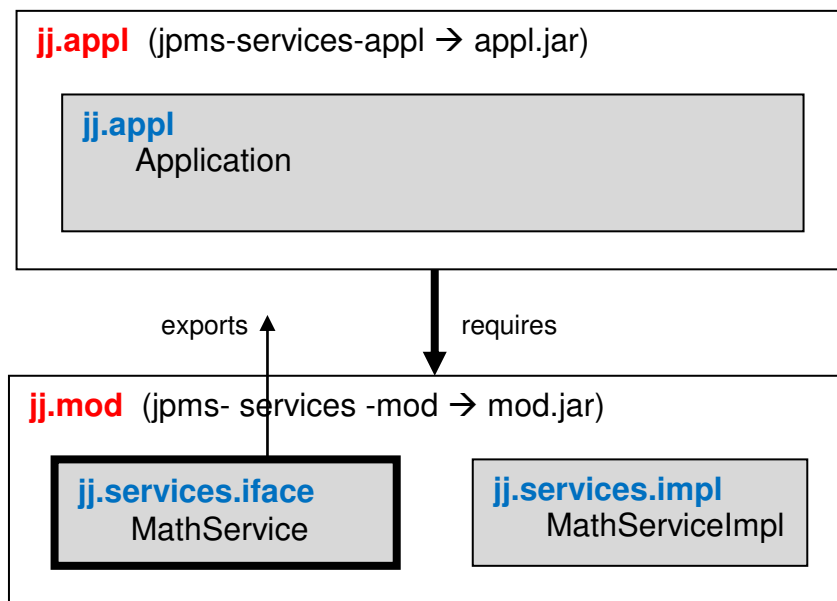 jj.appl (jpms-services-appl → appl.jar)
jj.appl
Application
exports
requires
jj.mod (jpms- services -mod → mod.jar)
jj.services.iface
MathService
jj.services.impl
MathServiceImpl